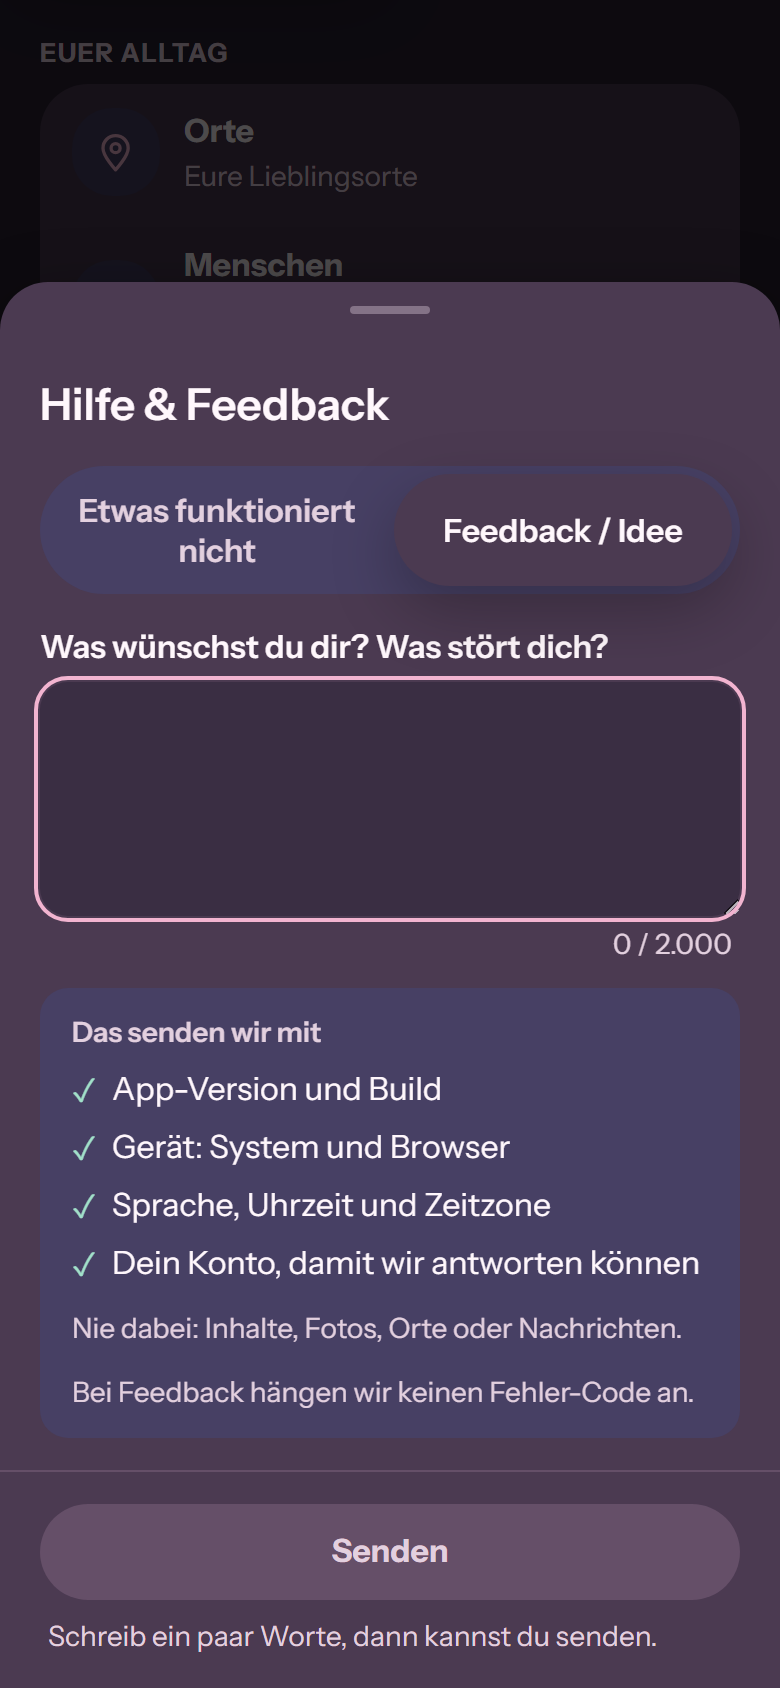 EUER ALLTAG
Orte
Eure Lieblingsorte
Menschen
Hilfe & Feedback
Etwas funktioniert
nicht
Feedback / Idee
Was wünschst du dir? Was stört dich?
0 / 2.000
Das senden wir mit
✓ App-Version und Build
✓ Gerät: System und Browser
✓ Sprache, Uhrzeit und Zeitzone
✓ Dein Konto, damit wir antworten können
Nie dabei: Inhalte, Fotos, Orte oder Nachrichten.
Bei Feedback hängen wir keinen Fehler-Code an.
Senden
Schreib ein paar Worte, dann kannst du senden.